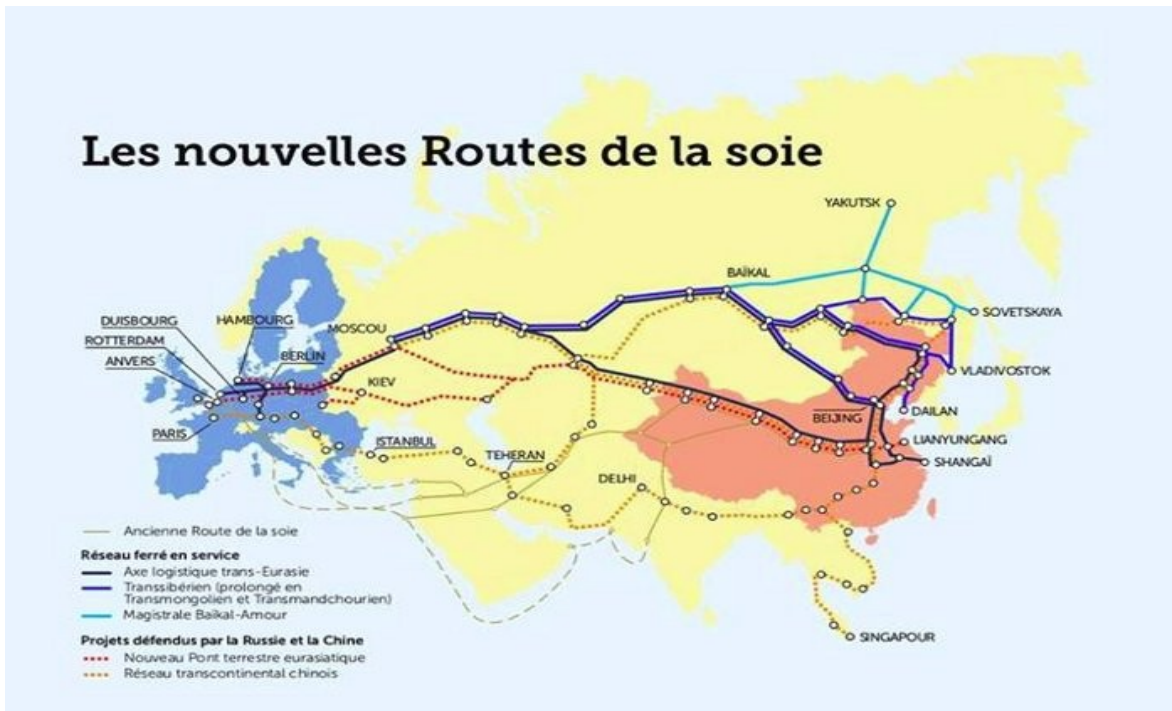 Les nouvelles Routes de la soie
YAKUTSK
BAÏKAL
SOVETSKAYA
DUISBOURG
HAMBOURG
MOSCOU
ROTTERDAM
ANVERS
BERLIN
KIEV
VLADIVOSTOK
DAILAN
BEIJING
PARIS
ISTANBUL
LIANYUNGANG
TEHERAN
SHANGAÏ
DELHI
Ancienne Route de la soie
Réseau ferré en service
Axe logistique trans-Eurasie
Transsibérien (prolongé en
Transmongolien et Transmandchourien)
Magistrale Baïkal-Amour
Projets défendus par la Russie et la Chine
Nouveau Pont terrestre eurasiatique
Réseau transcontinental chinois
SINGAPOUR